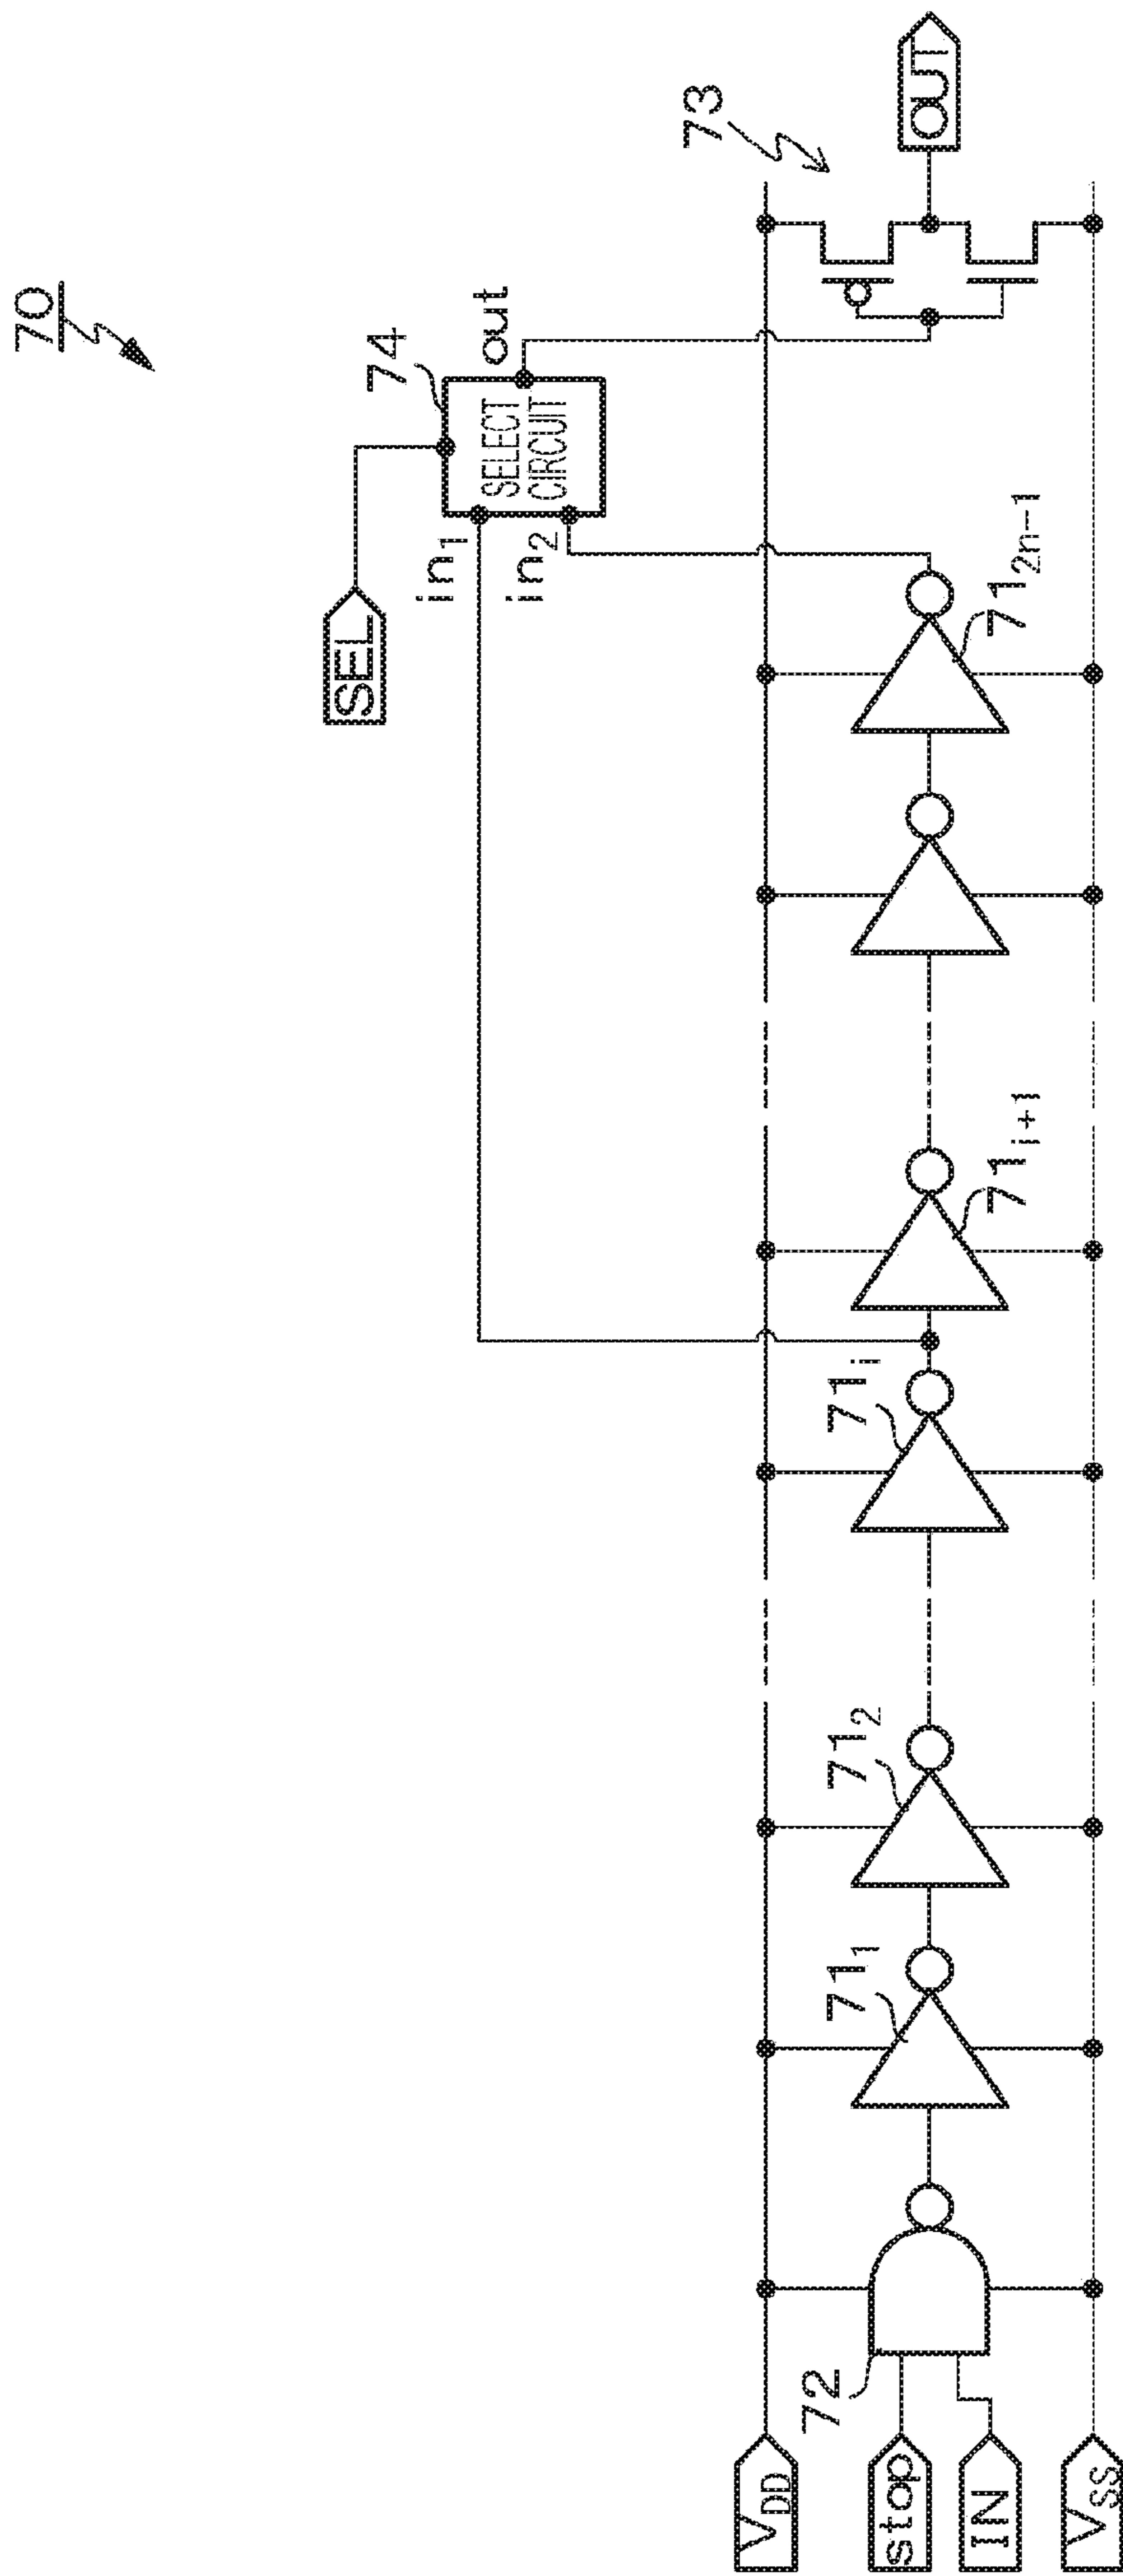 70
SEL
74
out
in1
in2
SELECT
CIRCUIT
73
VDD
stop
IN
VSS
72
71₁
71₂
71ᵢ
71ᵢ₊₁
71₂ₙ₋₁
OUT